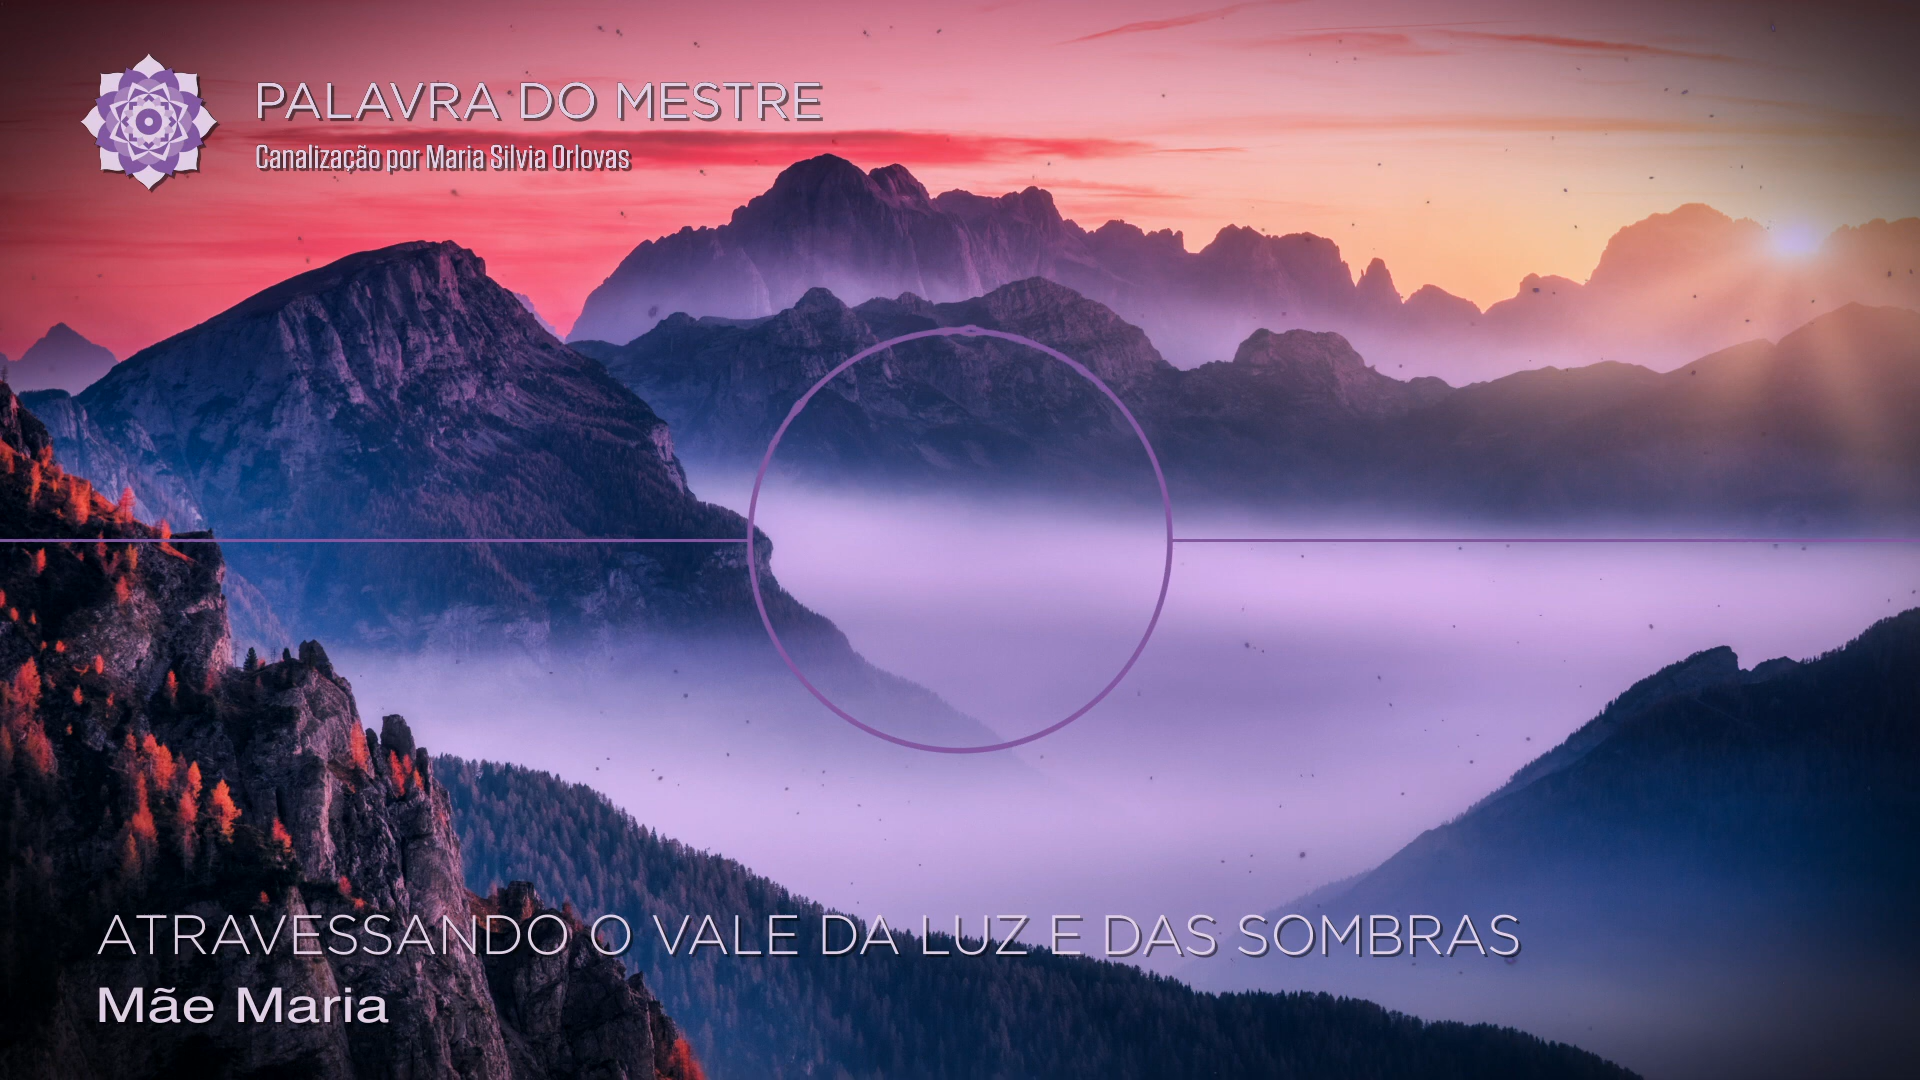 PALAVRA DO MESTRE
Canalização por Maria Silvia Orlovas
ATRAVESSANDO O VALE DA LUZ E DAS SOMBRAS
Mãe Maria